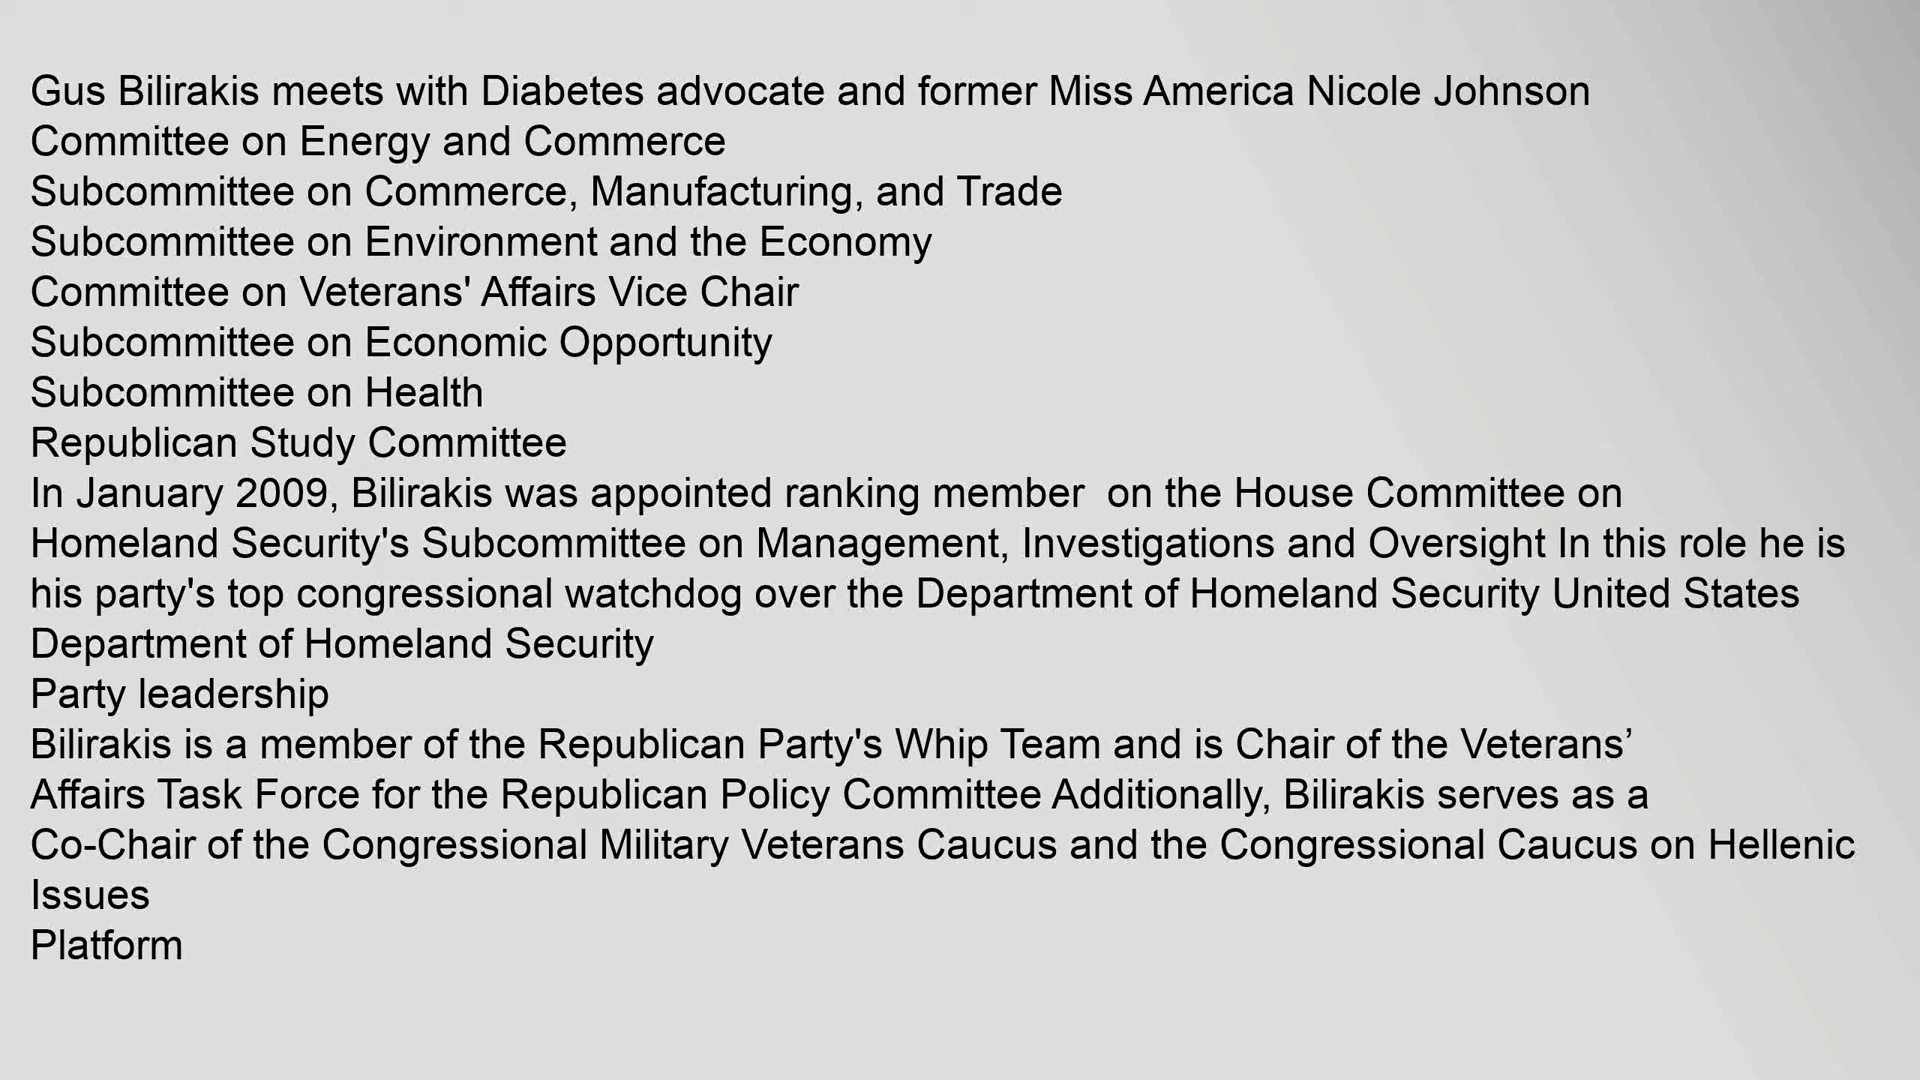 Gus Bilirakis meets with Diabetes advocate and former Miss America Nicole Johnson
Committee on Energy and Commerce
Subcommittee on Commerce, Manufacturing, and Trade
Subcommittee on Environment and the Economy
Committee on Veterans' Affairs Vice Chair
Subcommittee on Economic Opportunity
Subcommittee on Health
Republican Study Committee
In January 2009, Bilirakis was appointed ranking member  on the House Committee on
Homeland Security's Subcommittee on Management, Investigations and Oversight In this role he is
his party's top congressional watchdog over the Department of Homeland Security United States
Department of Homeland Security
Party leadership
Bilirakis is a member of the Republican Party's Whip Team and is Chair of the Veterans’
Affairs Task Force for the Republican Policy Committee Additionally, Bilirakis serves as a
Co-Chair of the Congressional Military Veterans Caucus and the Congressional Caucus on Hellenic
Issues
Platform